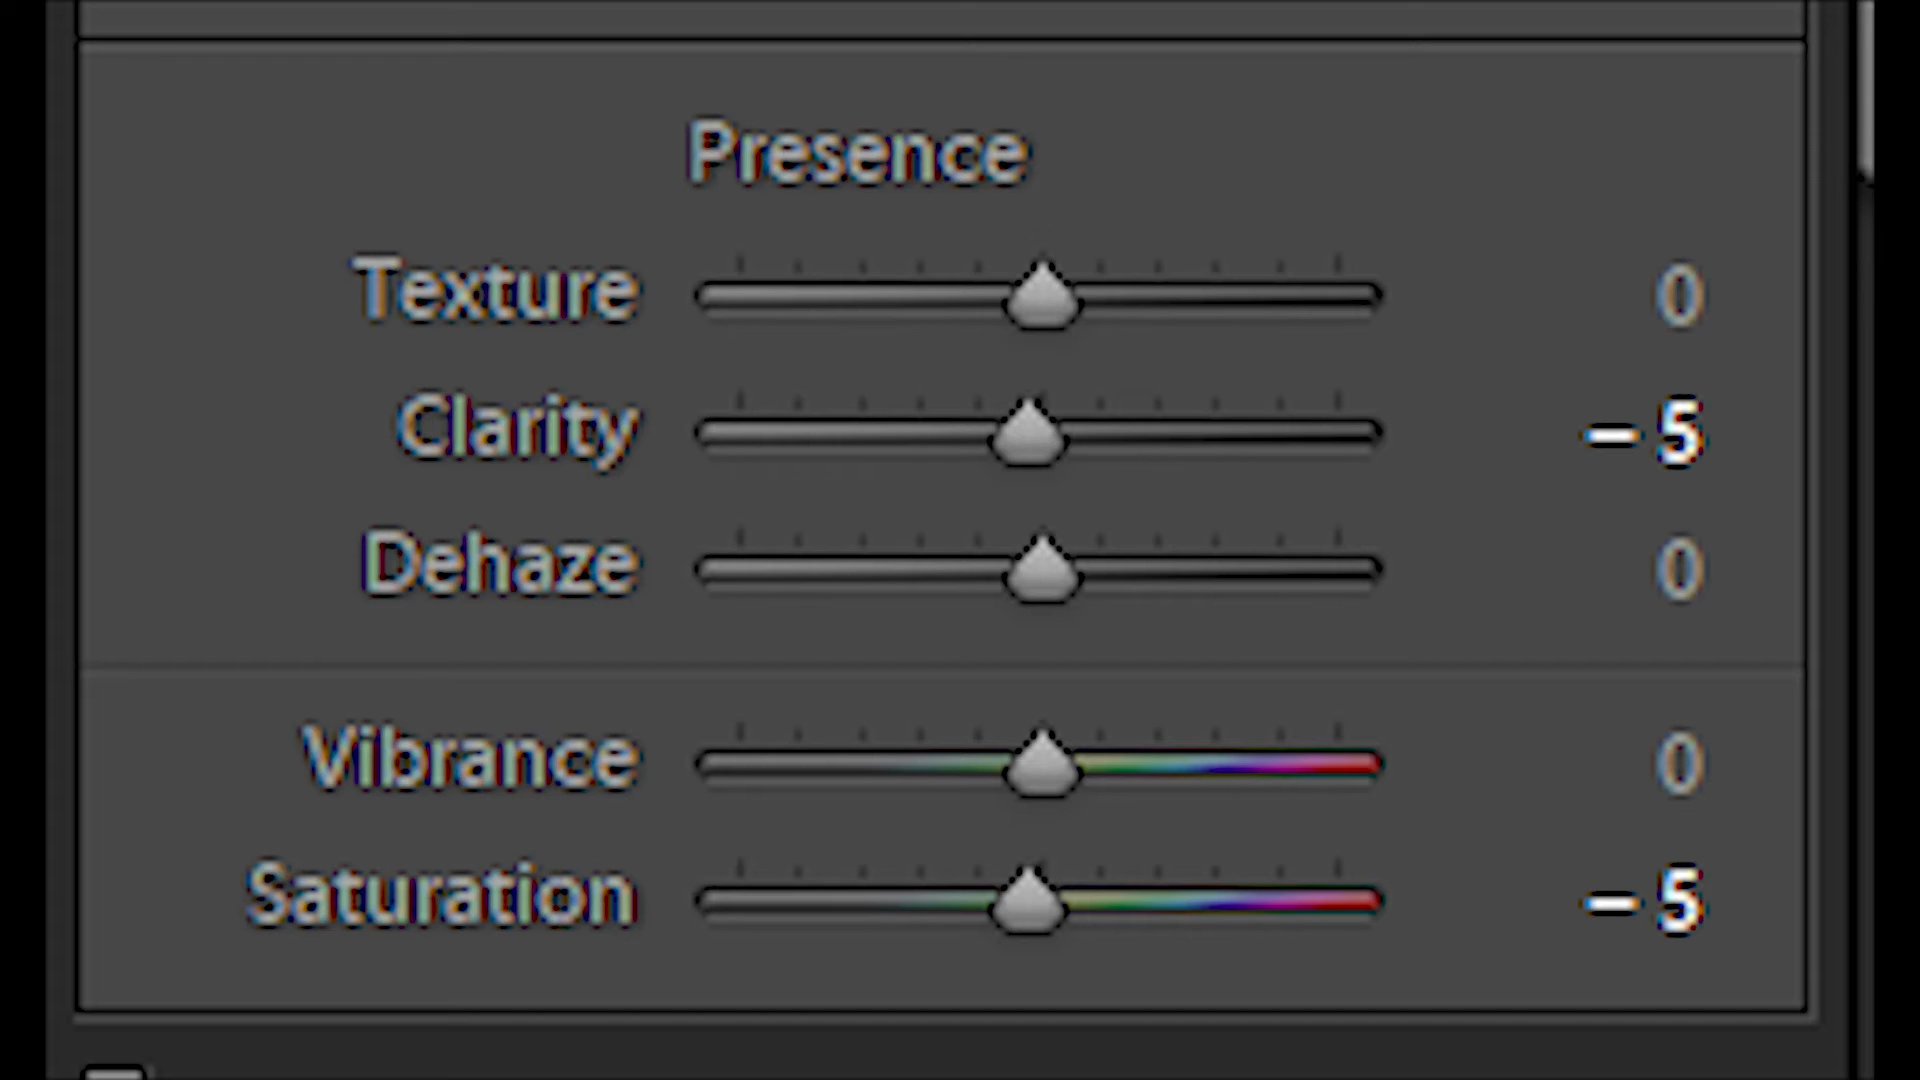 Presence
Texture 0
Clarity – 5
Dehaze 0
Vibrance 0
Saturation – 5